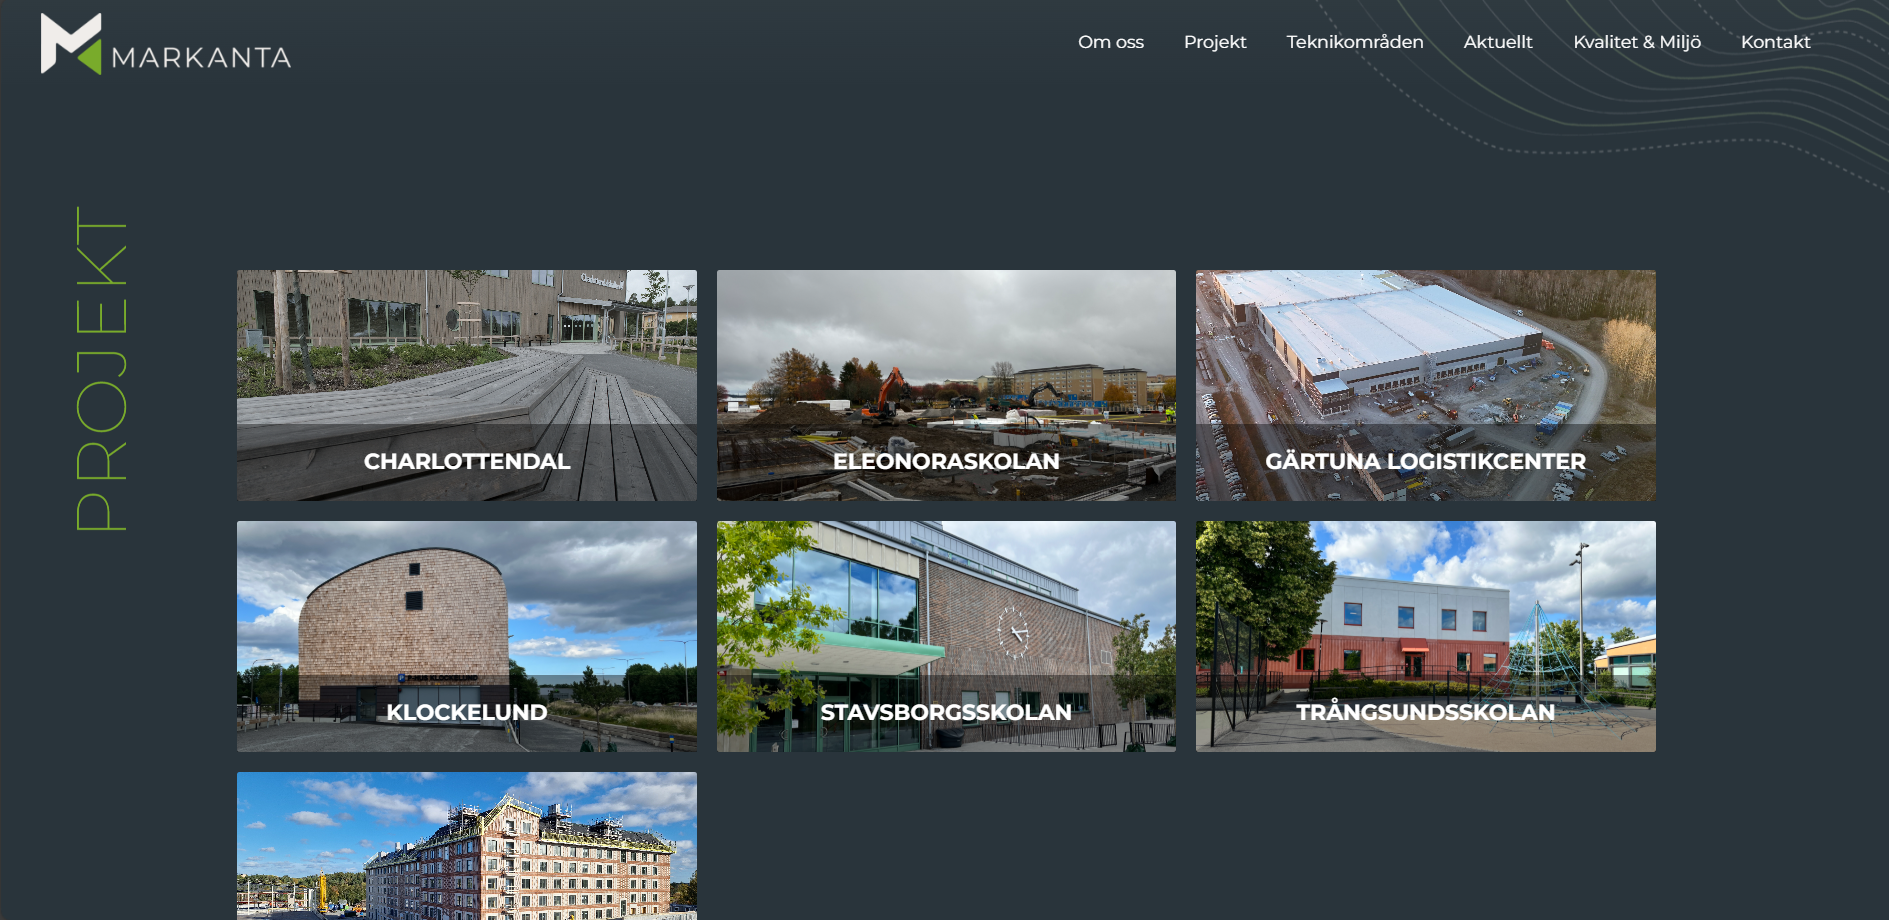 MARKANTA
Om oss
Projekt
Teknikområden
Aktuellt
Kvalitet & Miljö
Kontakt
PROJEKT
CHARLOTTENDAL
ELEONORASKOLAN
GÄRTUNA LOGISTIKCENTER
KLOCKELUND
STAVSBORGSSKOLAN
TRÅNGSUNDSSKOLAN